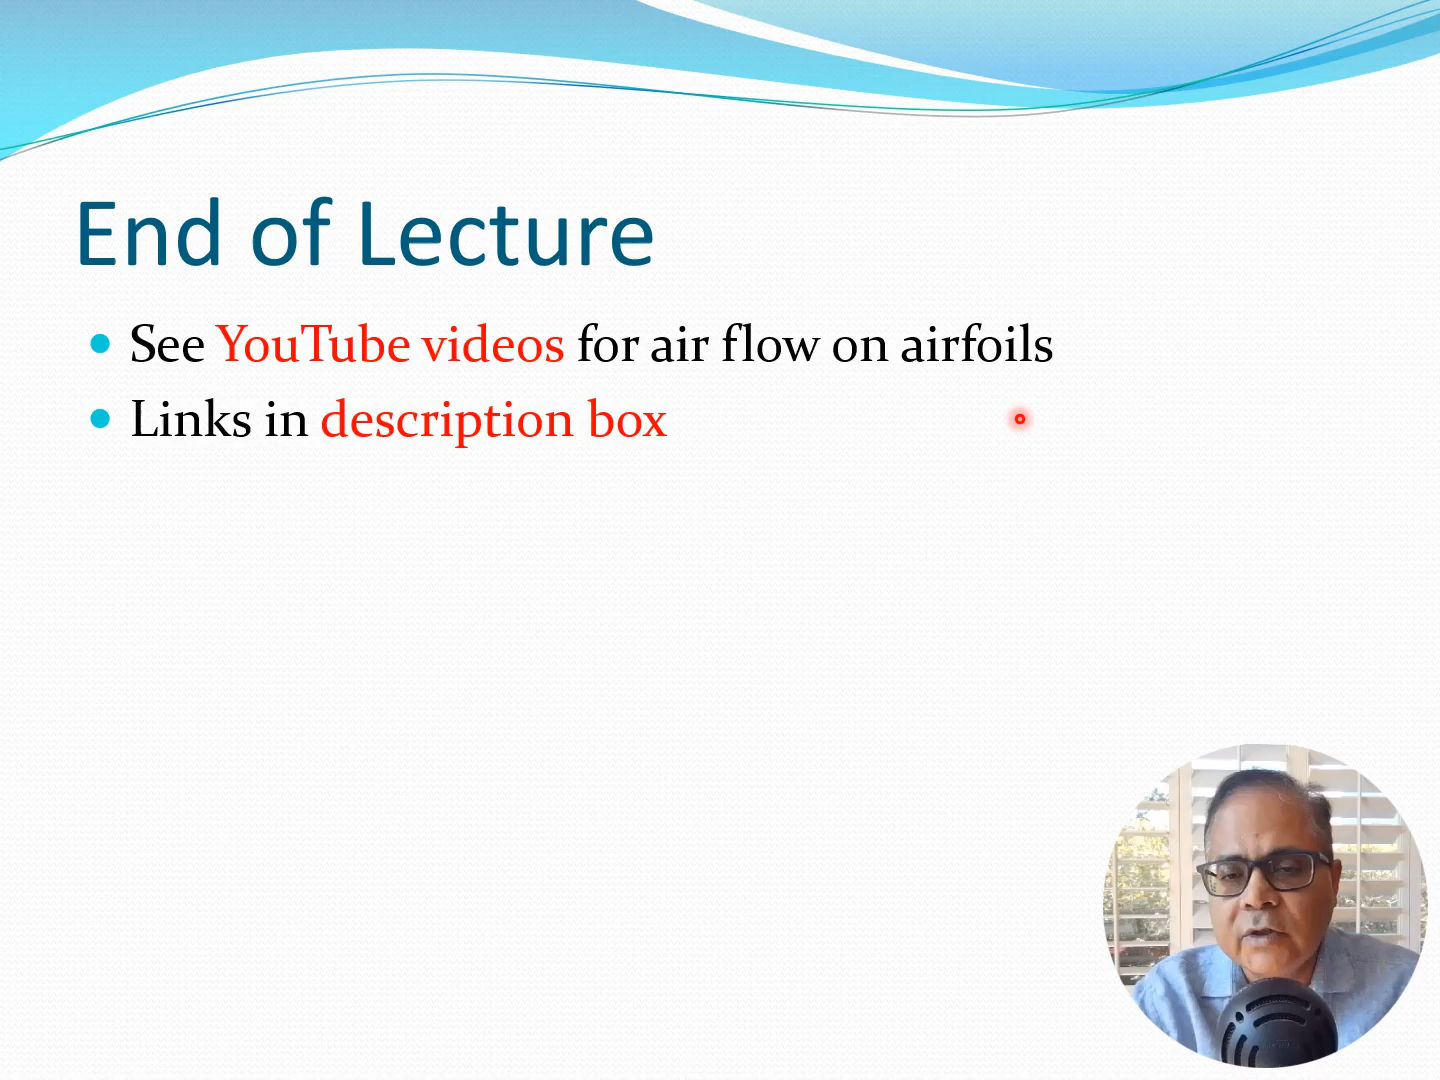 End of Lecture
See YouTube videos for air flow on airfoils
Links in description box